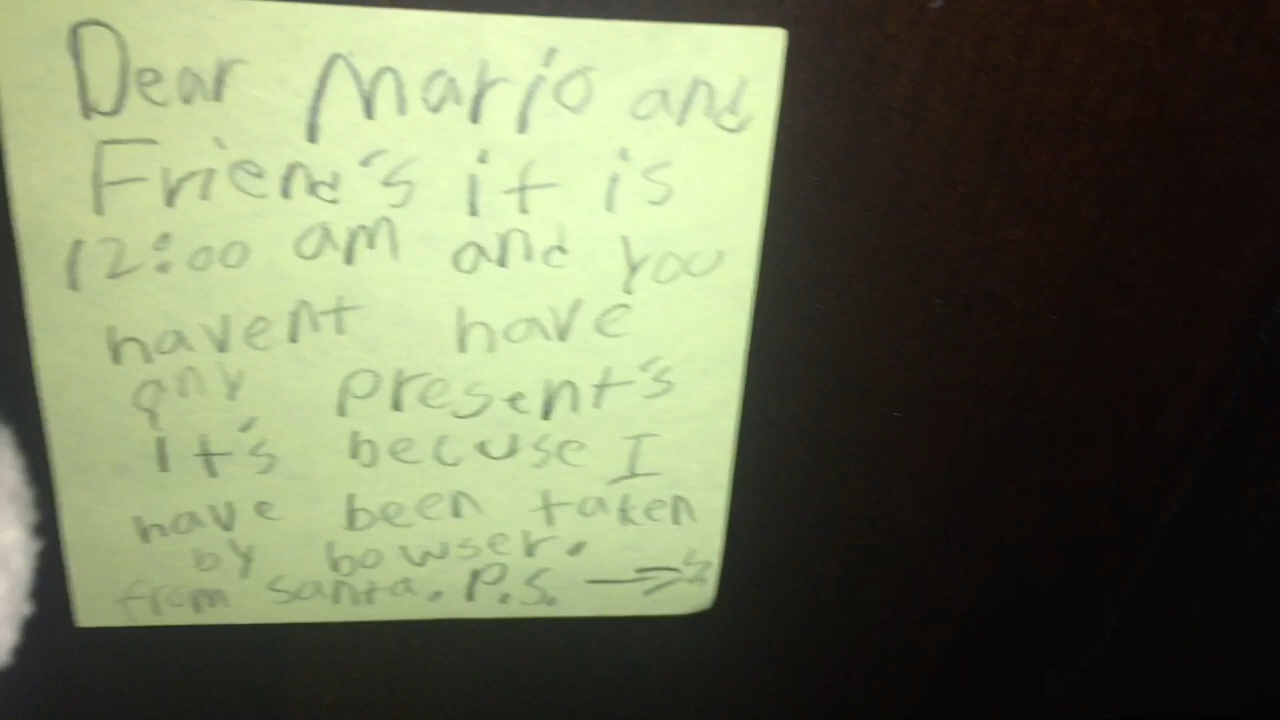 Dear Mario and
Friend's it is
12:00 am and you
havent have
any present's
it's becuse I
have been taken
by bowser.
from santa. P.S. →